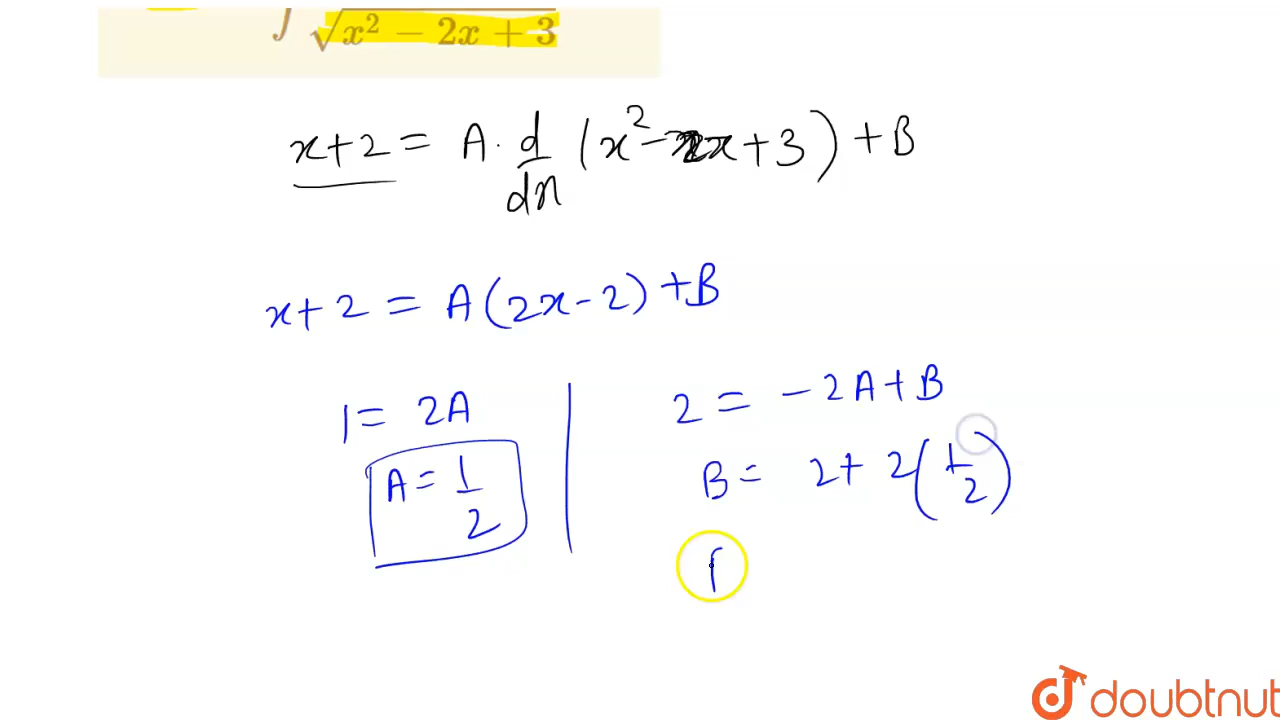 ∫ √x² − 2x + 3
x+2 = A. d/dx (x² − 2x + 3) + B
x+2 = A(2x−2) +B
1= 2A
A= 1/2
2 = −2A+B
B= 2+ 2(1/2)
doubtnut